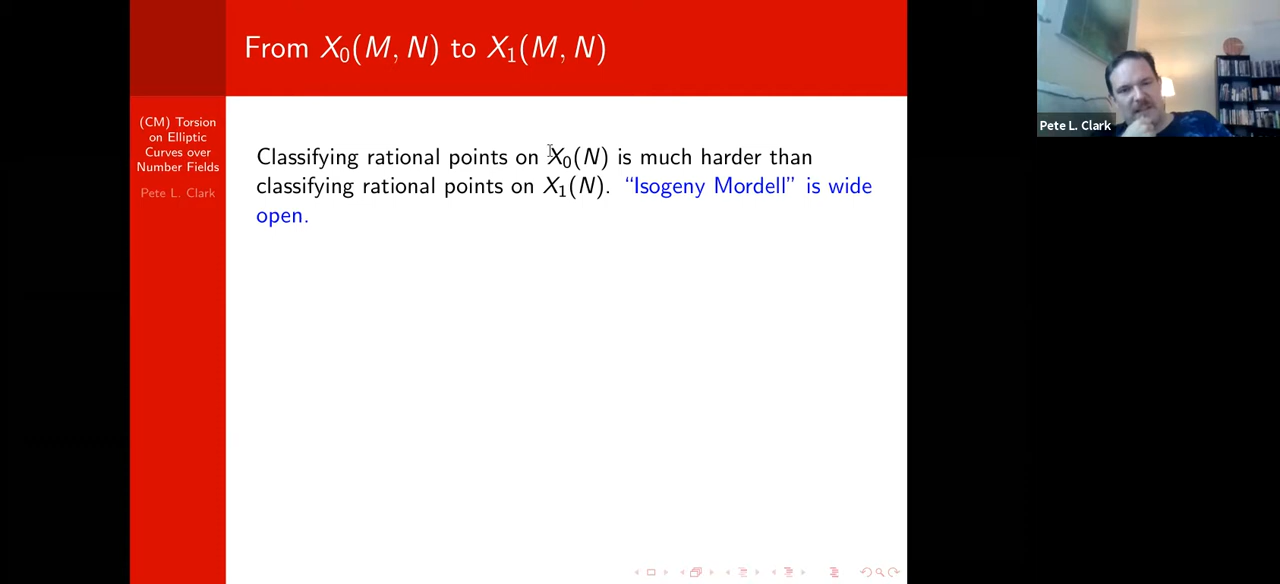 From X₀(M, N) to X₁(M, N)
(CM) Torsion
on Elliptic
Curves over
Number Fields
Pete L. Clark
Classifying rational points on X₀(N) is much harder than
classifying rational points on X₁(N). “Isogeny Mordell” is wide
open.
Pete L. Clark